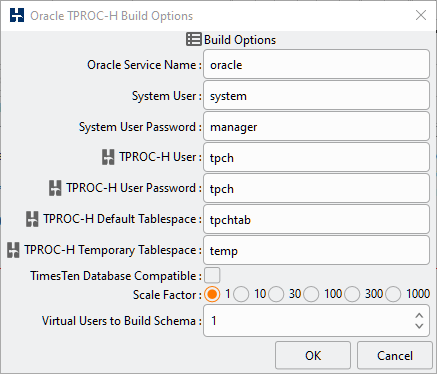 Oracle TPROC-H Build Options
Build Options
Oracle Service Name : oracle
System User : system
System User Password : manager
TPROC-H User : tpch
TPROC-H User Password : tpch
TPROC-H Default Tablespace : tpchtab
TPROC-H Temporary Tablespace : temp
TimesTen Database Compatible :
Scale Factor : 1 10 30 100 300 1000
Virtual Users to Build Schema : 1
OK Cancel